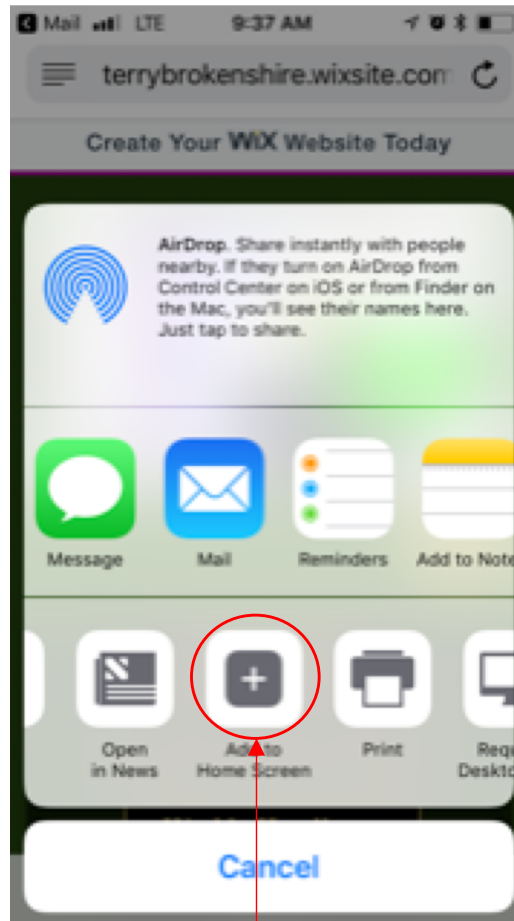 Mail LTE 9:37 AM
terrybrokenshire.wixsite.com
Create Your WiX Website Today
AirDrop. Share instantly with people
nearby. If they turn on AirDrop from
Control Center on iOS or from Finder on
the Mac, you'll see their names here.
Just tap to share.
Message Mail Reminders Add to Note
Open Add to Print Requ
in News Home Screen Deskto
Cancel